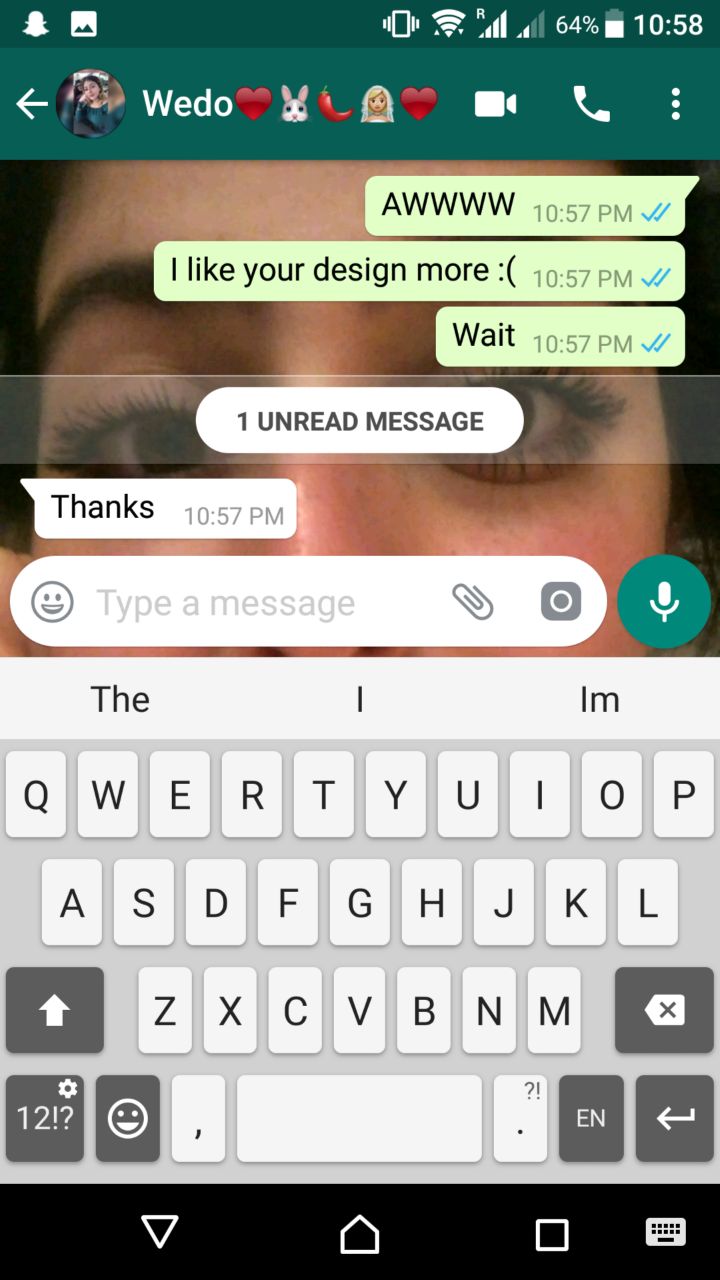 R 64% 10:58
Wedo❤️🐰🌶️👰🏼❤️
AWWWW 10:57 PM
I like your design more :( 10:57 PM
Wait 10:57 PM
1 UNREAD MESSAGE
Thanks 10:57 PM
Type a message
The I Im
Q W E R T Y U I O P
A S D F G H J K L
Z X C V B N M
12!? , ?! . EN